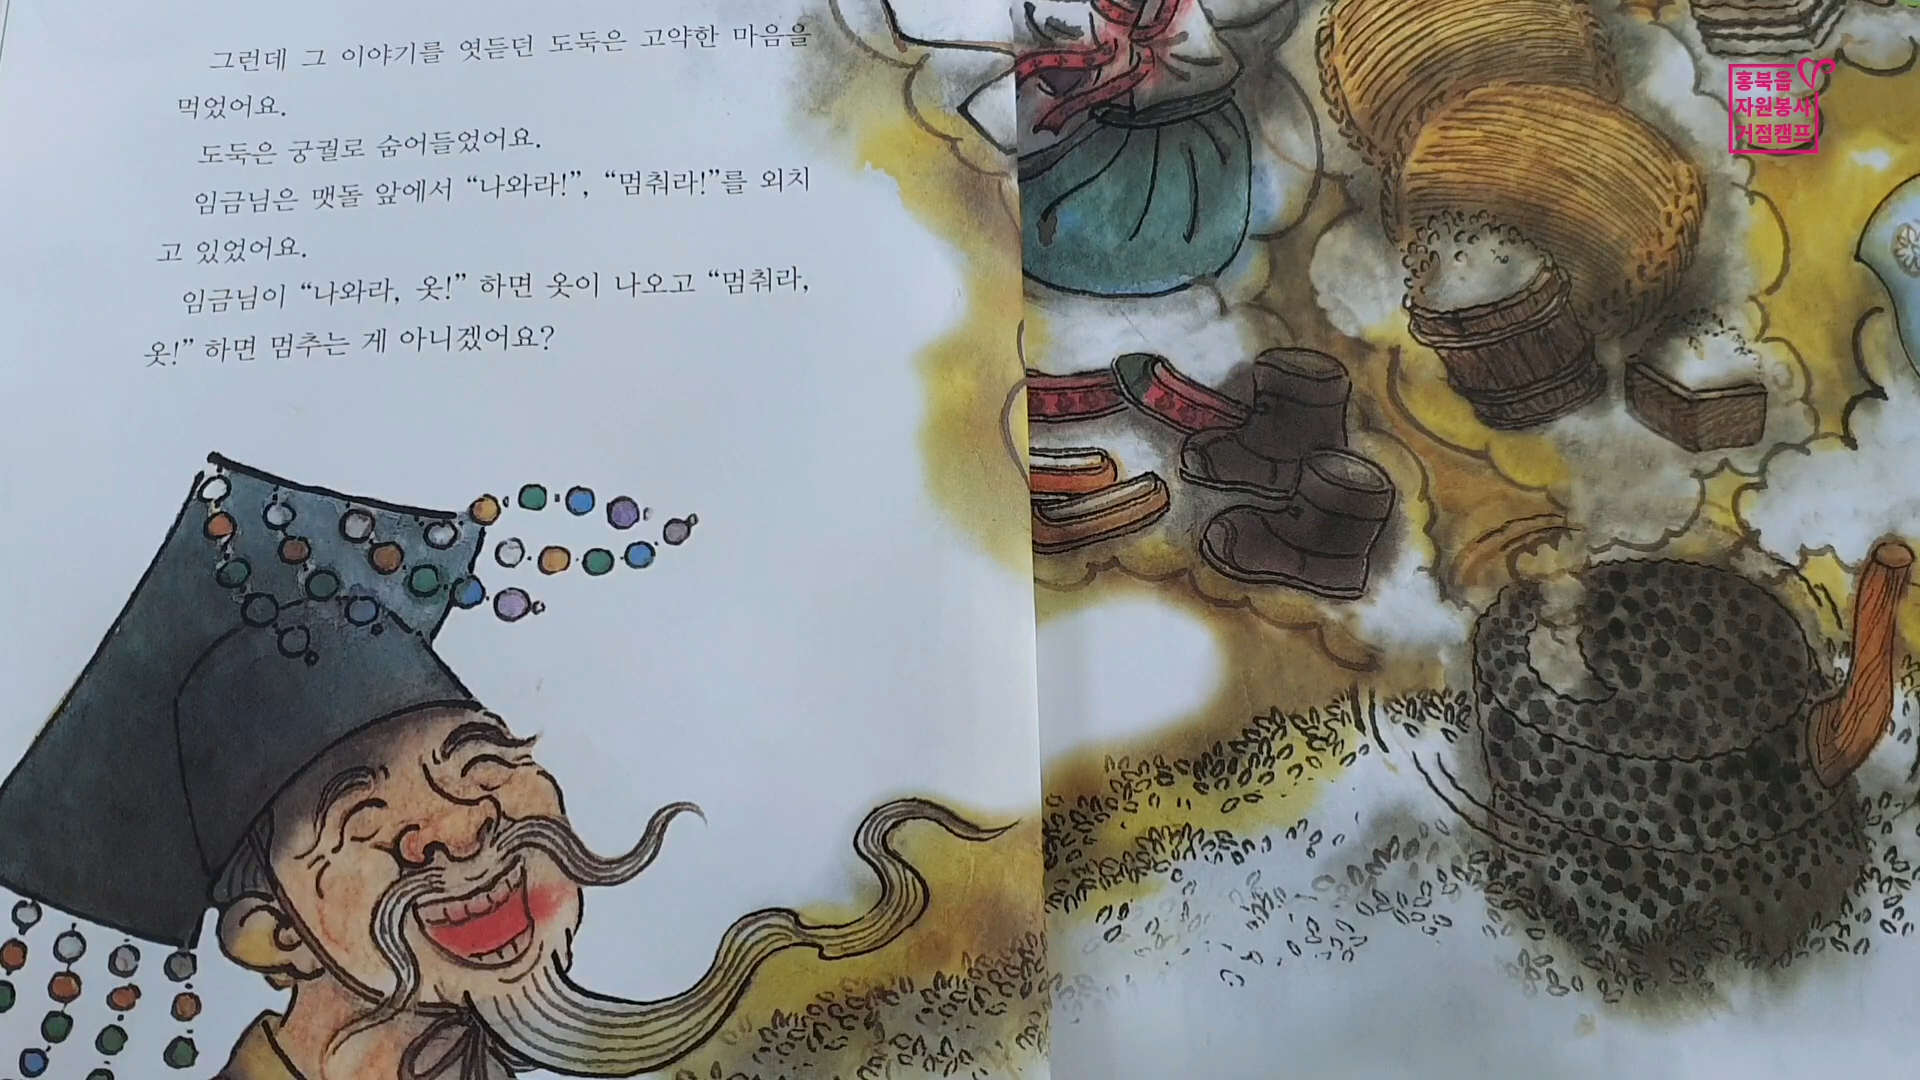 그런데 그 이야기를 엿듣던 도둑은 고약한 마음을
먹었어요.
도둑은 궁궐로 숨어들었어요.
임금님은 맷돌 앞에서 “나와라!”, “멈춰라!”를 외치
고 있었어요.
임금님이 “나와라, 옷!” 하면 옷이 나오고 “멈춰라,
옷!” 하면 멈추는 게 아니겠어요?
홍북읍
자원봉사
거점캠프